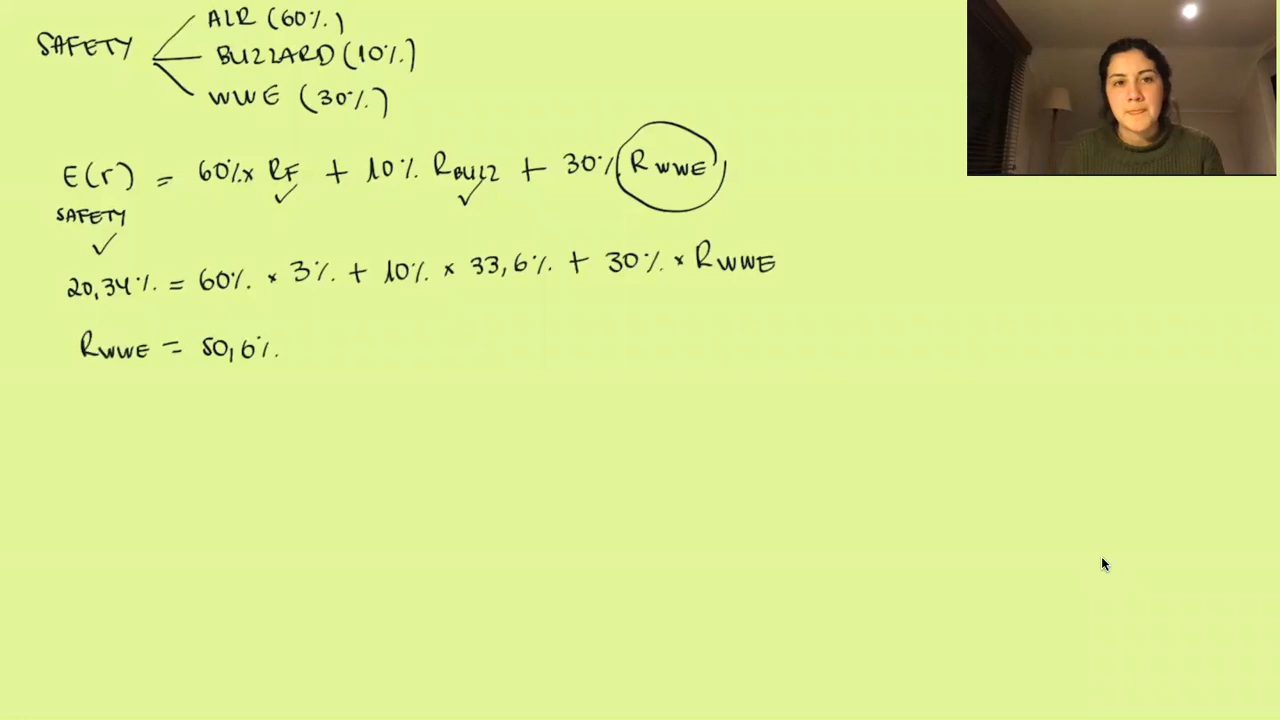 ALR (60%)
SAFETY BUZZARD (10%)
WWE (30%)
E(r) = 60% x RF + 10% RBUZZ + 30% RWWE
SAFETY
20,34% = 60% x 3% + 10% x 33,6% + 30% x RWWE
RWWE = 50,6%